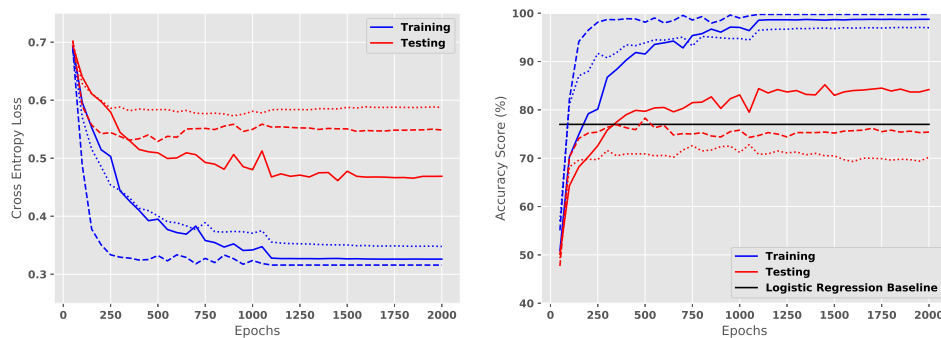 Training
Testing
0.7
0.6
0.5
0.4
0.3
Cross Entropy Loss
0 250 500 750 1000 1250 1500 1750 2000
Epochs
100
90
80
70
60
50
40
Accuracy Score (%)
Training
Testing
Logistic Regression Baseline
0 250 500 750 1000 1250 1500 1750 2000
Epochs